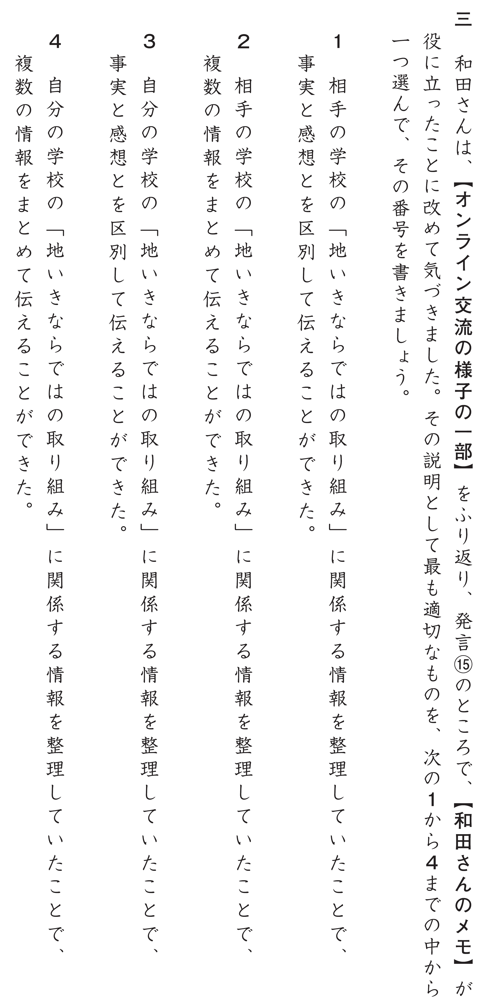 三　和田さんは、【オンライン交流の様子の一部】をふり返り、発言⑮のところで、【和田さんのメモ】が
役に立ったことに改めて気づきました。その説明として最も適切なものを、次の１から４までの中から
一つ選んで、その番号を書きましょう。
１　相手の学校の「地いきならではの取り組み」に関係する情報を整理していたことで、
事実と感想とを区別して伝えることができた。
２　相手の学校の「地いきならではの取り組み」に関係する情報を整理していたことで、
複数の情報をまとめて伝えることができた。
３　自分の学校の「地いきならではの取り組み」に関係する情報を整理していたことで、
事実と感想とを区別して伝えることができた。
４　自分の学校の「地いきならではの取り組み」に関係する情報を整理していたことで、
複数の情報をまとめて伝えることができた。